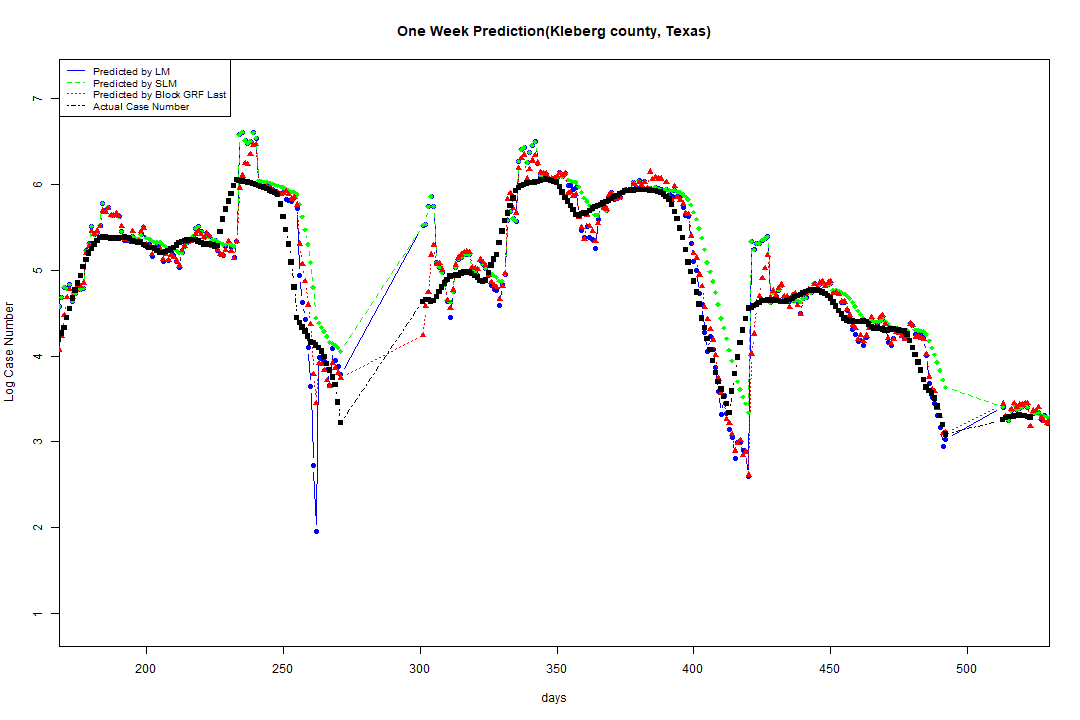 One Week Prediction(Kleberg county, Texas)
Predicted by LM
Predicted by SLM
Predicted by Block GRF Last
Actual Case Number
7
6
5
4
3
2
1
Log Case Number
200 250 300 350 400 450 500
days